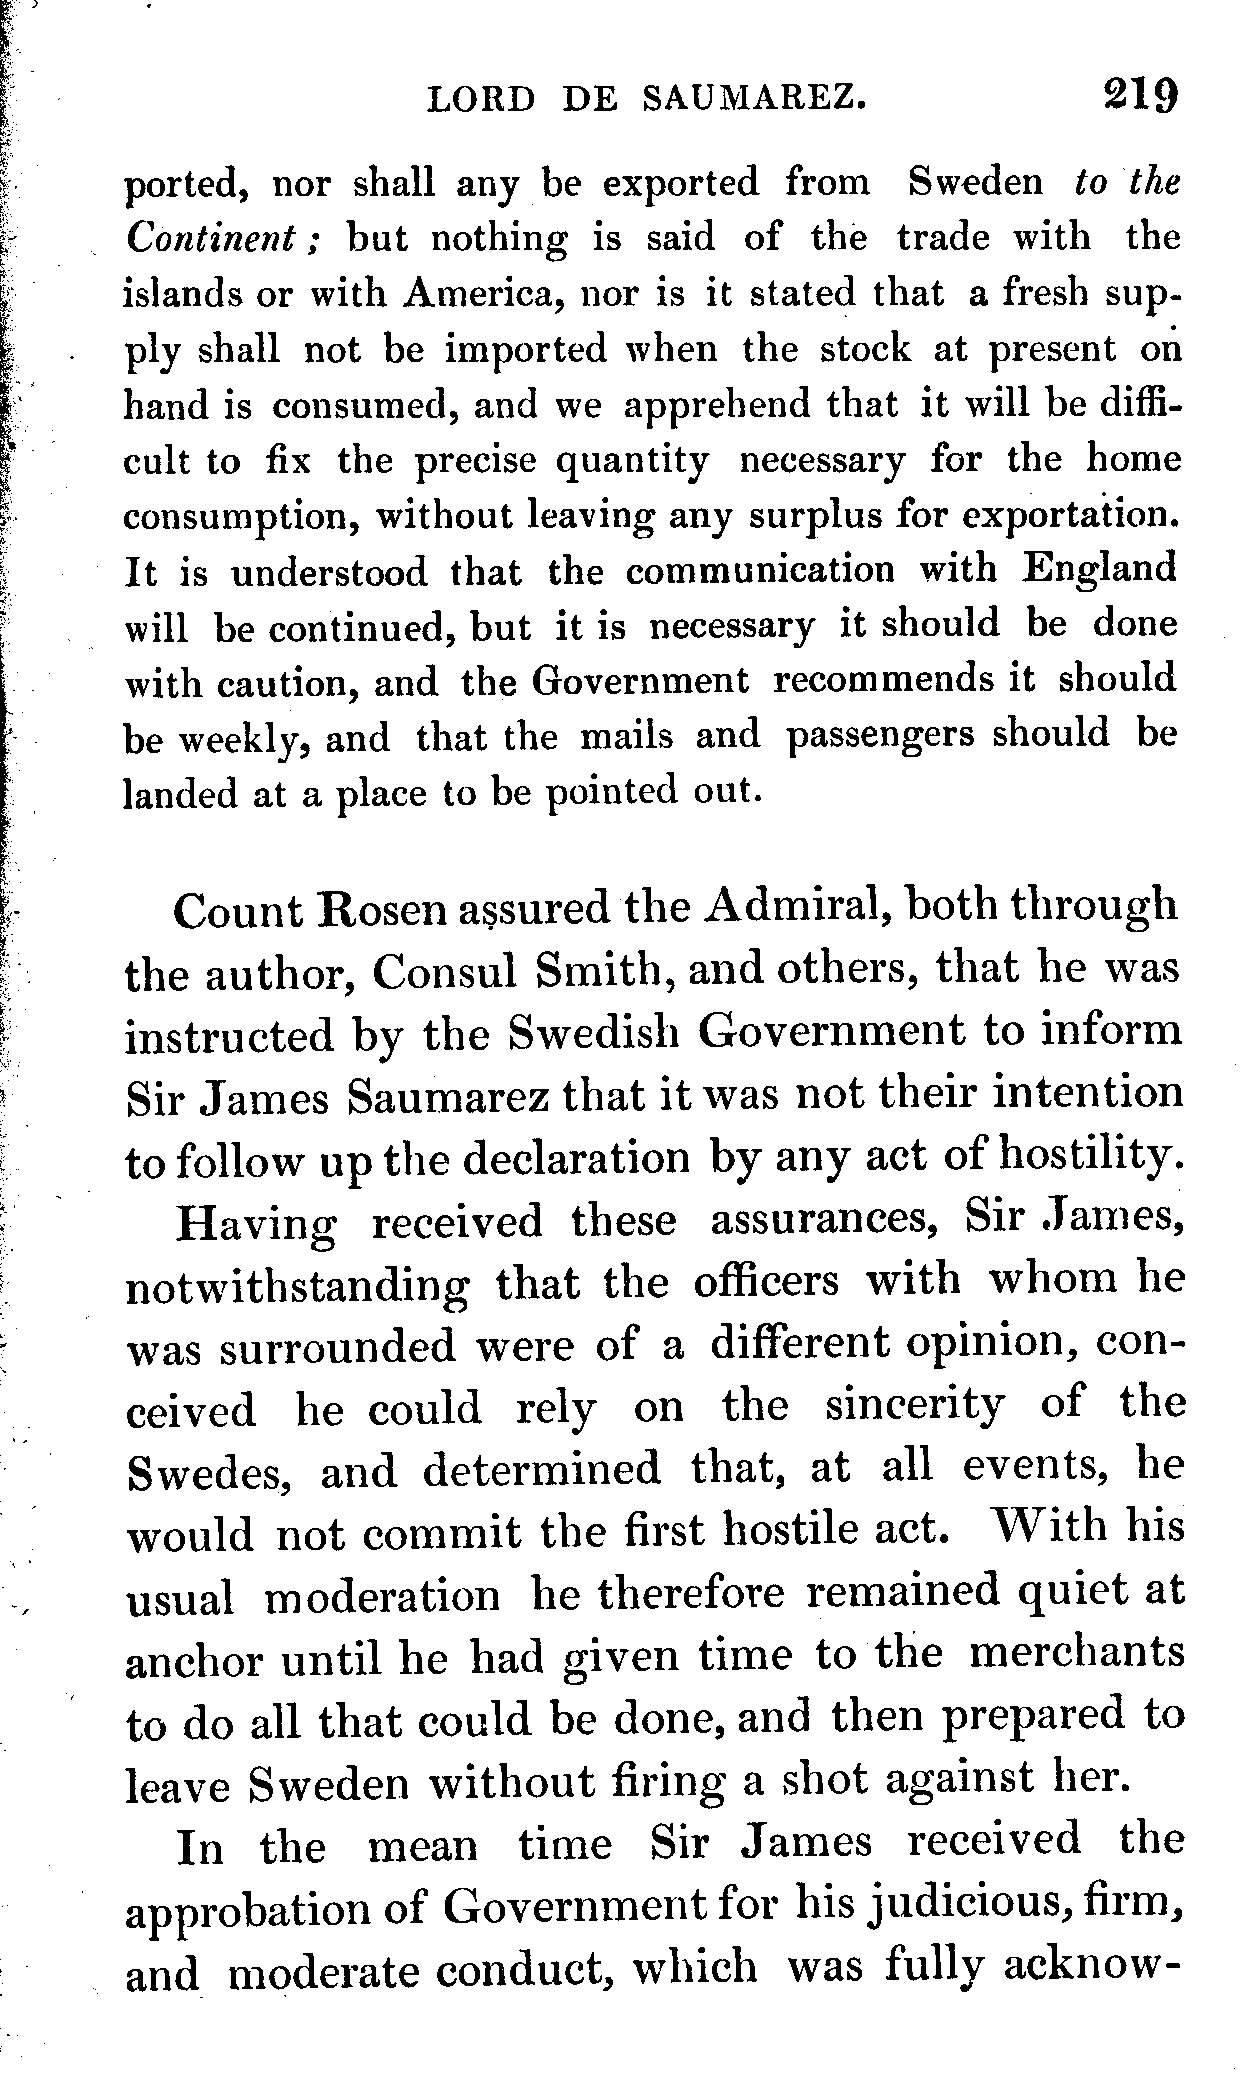 LORD DE SAUMAREZ. 219
ported, nor shall any be exported from Sweden to the
Continent; but nothing is said of the trade with the
islands or with America, nor is it stated that a fresh sup-
ply shall not be imported when the stock at present on
hand is consumed, and we apprehend that it will be diffi-
cult to fix the precise quantity necessary for the home
consumption, without leaving any surplus for exportation.
It is understood that the communication with England
will be continued, but it is necessary it should be done
with caution, and the Government recommends it should
be weekly, and that the mails and passengers should be
landed at a place to be pointed out.
Count Rosen assured the Admiral, both through
the author, Consul Smith, and others, that he was
instructed by the Swedish Government to inform
Sir James Saumarez that it was not their intention
to follow up the declaration by any act of hostility.
Having received these assurances, Sir James,
notwithstanding that the officers with whom he
was surrounded were of a different opinion, con-
ceived he could rely on the sincerity of the
Swedes, and determined that, at all events, he
would not commit the first hostile act. With his
usual moderation he therefore remained quiet at
anchor until he had given time to the merchants
to do all that could be done, and then prepared to
leave Sweden without firing a shot against her.
In the mean time Sir James received the
approbation of Government for his judicious, firm,
and moderate conduct, which was fully acknow-